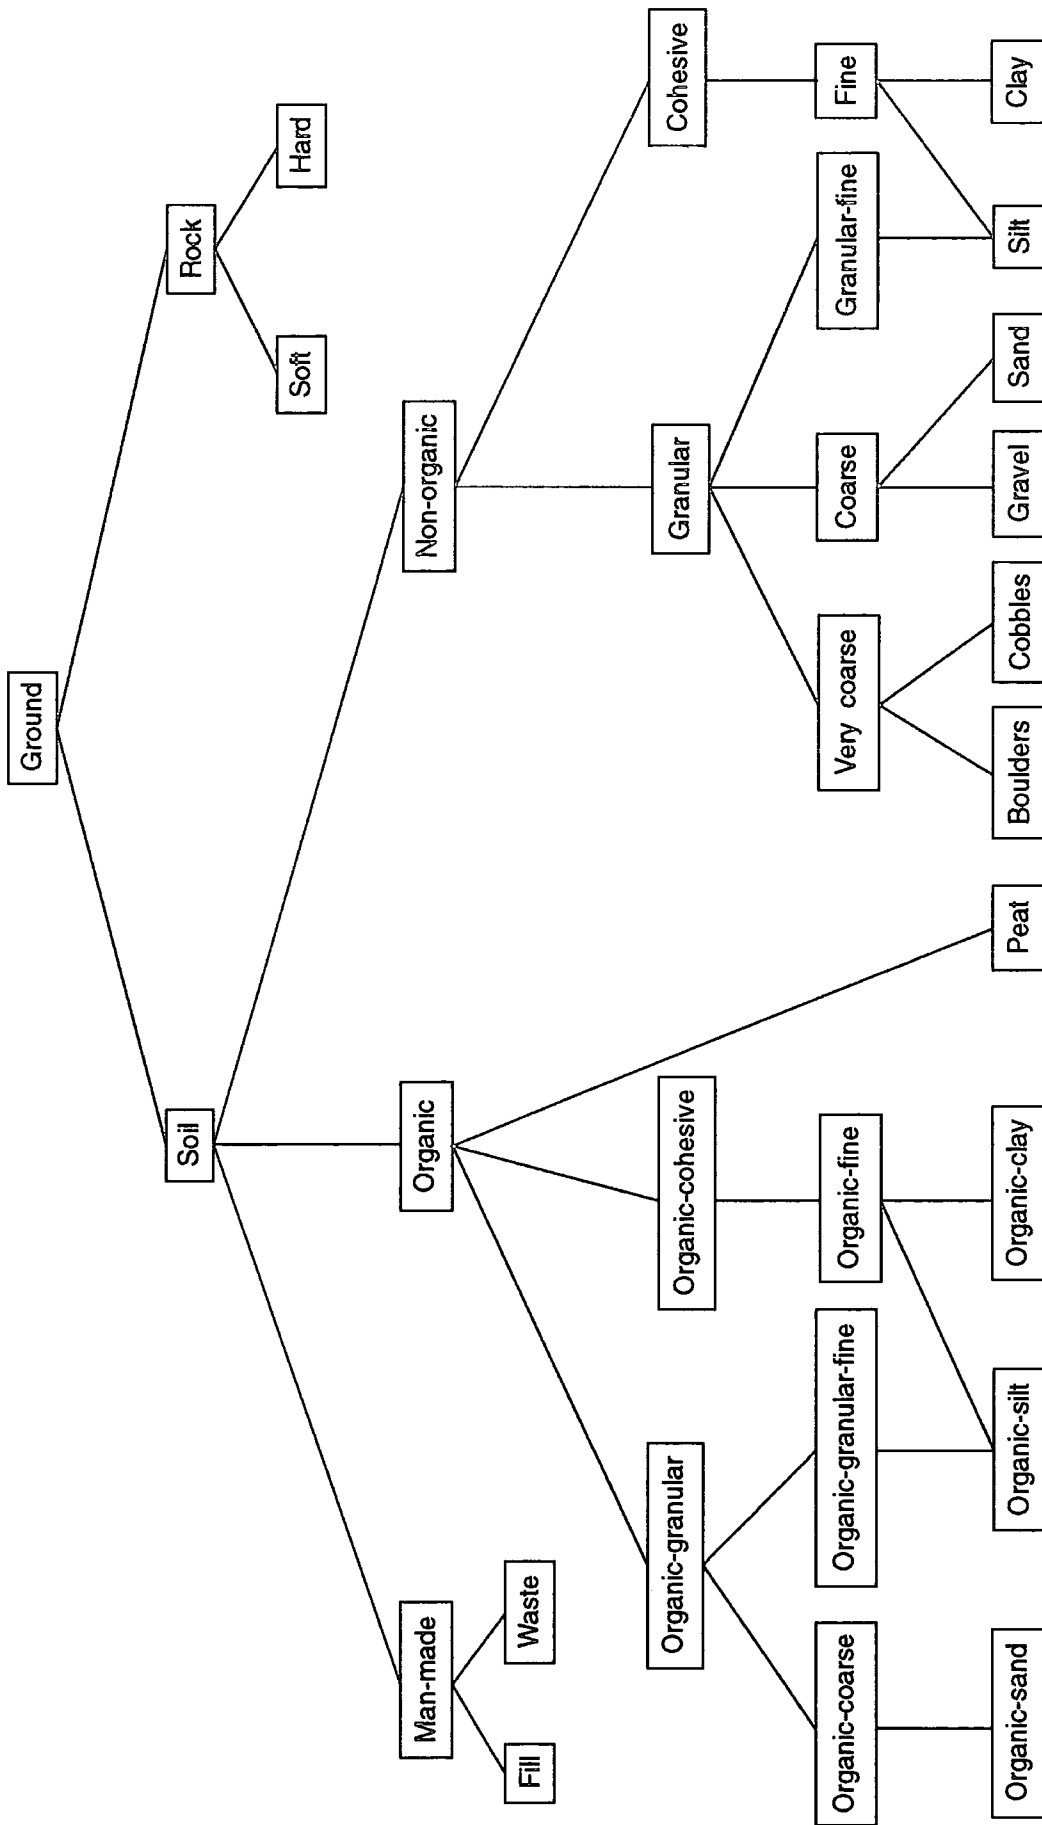 Ground
Soil
Rock
Soft
Hard
Man-made
Organic
Non-organic
Fill
Waste
Organic-granular
Organic-cohesive
Granular
Cohesive
Organic-coarse
Organic-granular-fine
Organic-fine
Very coarse
Coarse
Granular-fine
Fine
Organic-sand
Organic-silt
Organic-clay
Peat
Boulders
Cobbles
Gravel
Sand
Silt
Clay